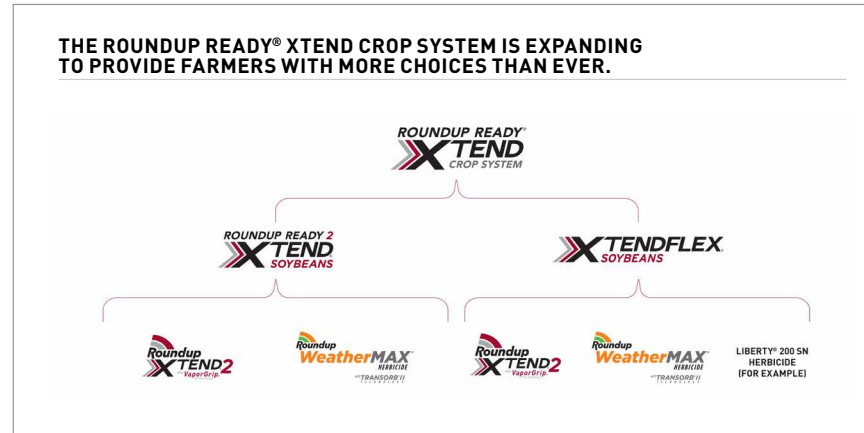 THE ROUNDUP READY® XTEND CROP SYSTEM IS EXPANDING
TO PROVIDE FARMERS WITH MORE CHOICES THAN EVER.
ROUNDUP READY®
XTEND
CROP SYSTEM
ROUNDUP READY 2
XTEND
SOYBEANS
XTENDFLEX
SOYBEANS
Roundup
XTEND2
VaporGrip
Roundup
WeatherMAX
HERBICIDE
TRANSORB II
TECHNOLOGY
Roundup
XTEND2
VaporGrip
Roundup
WeatherMAX
HERBICIDE
TRANSORB II
TECHNOLOGY
LIBERTY® 200 SN
HERBICIDE
(FOR EXAMPLE)